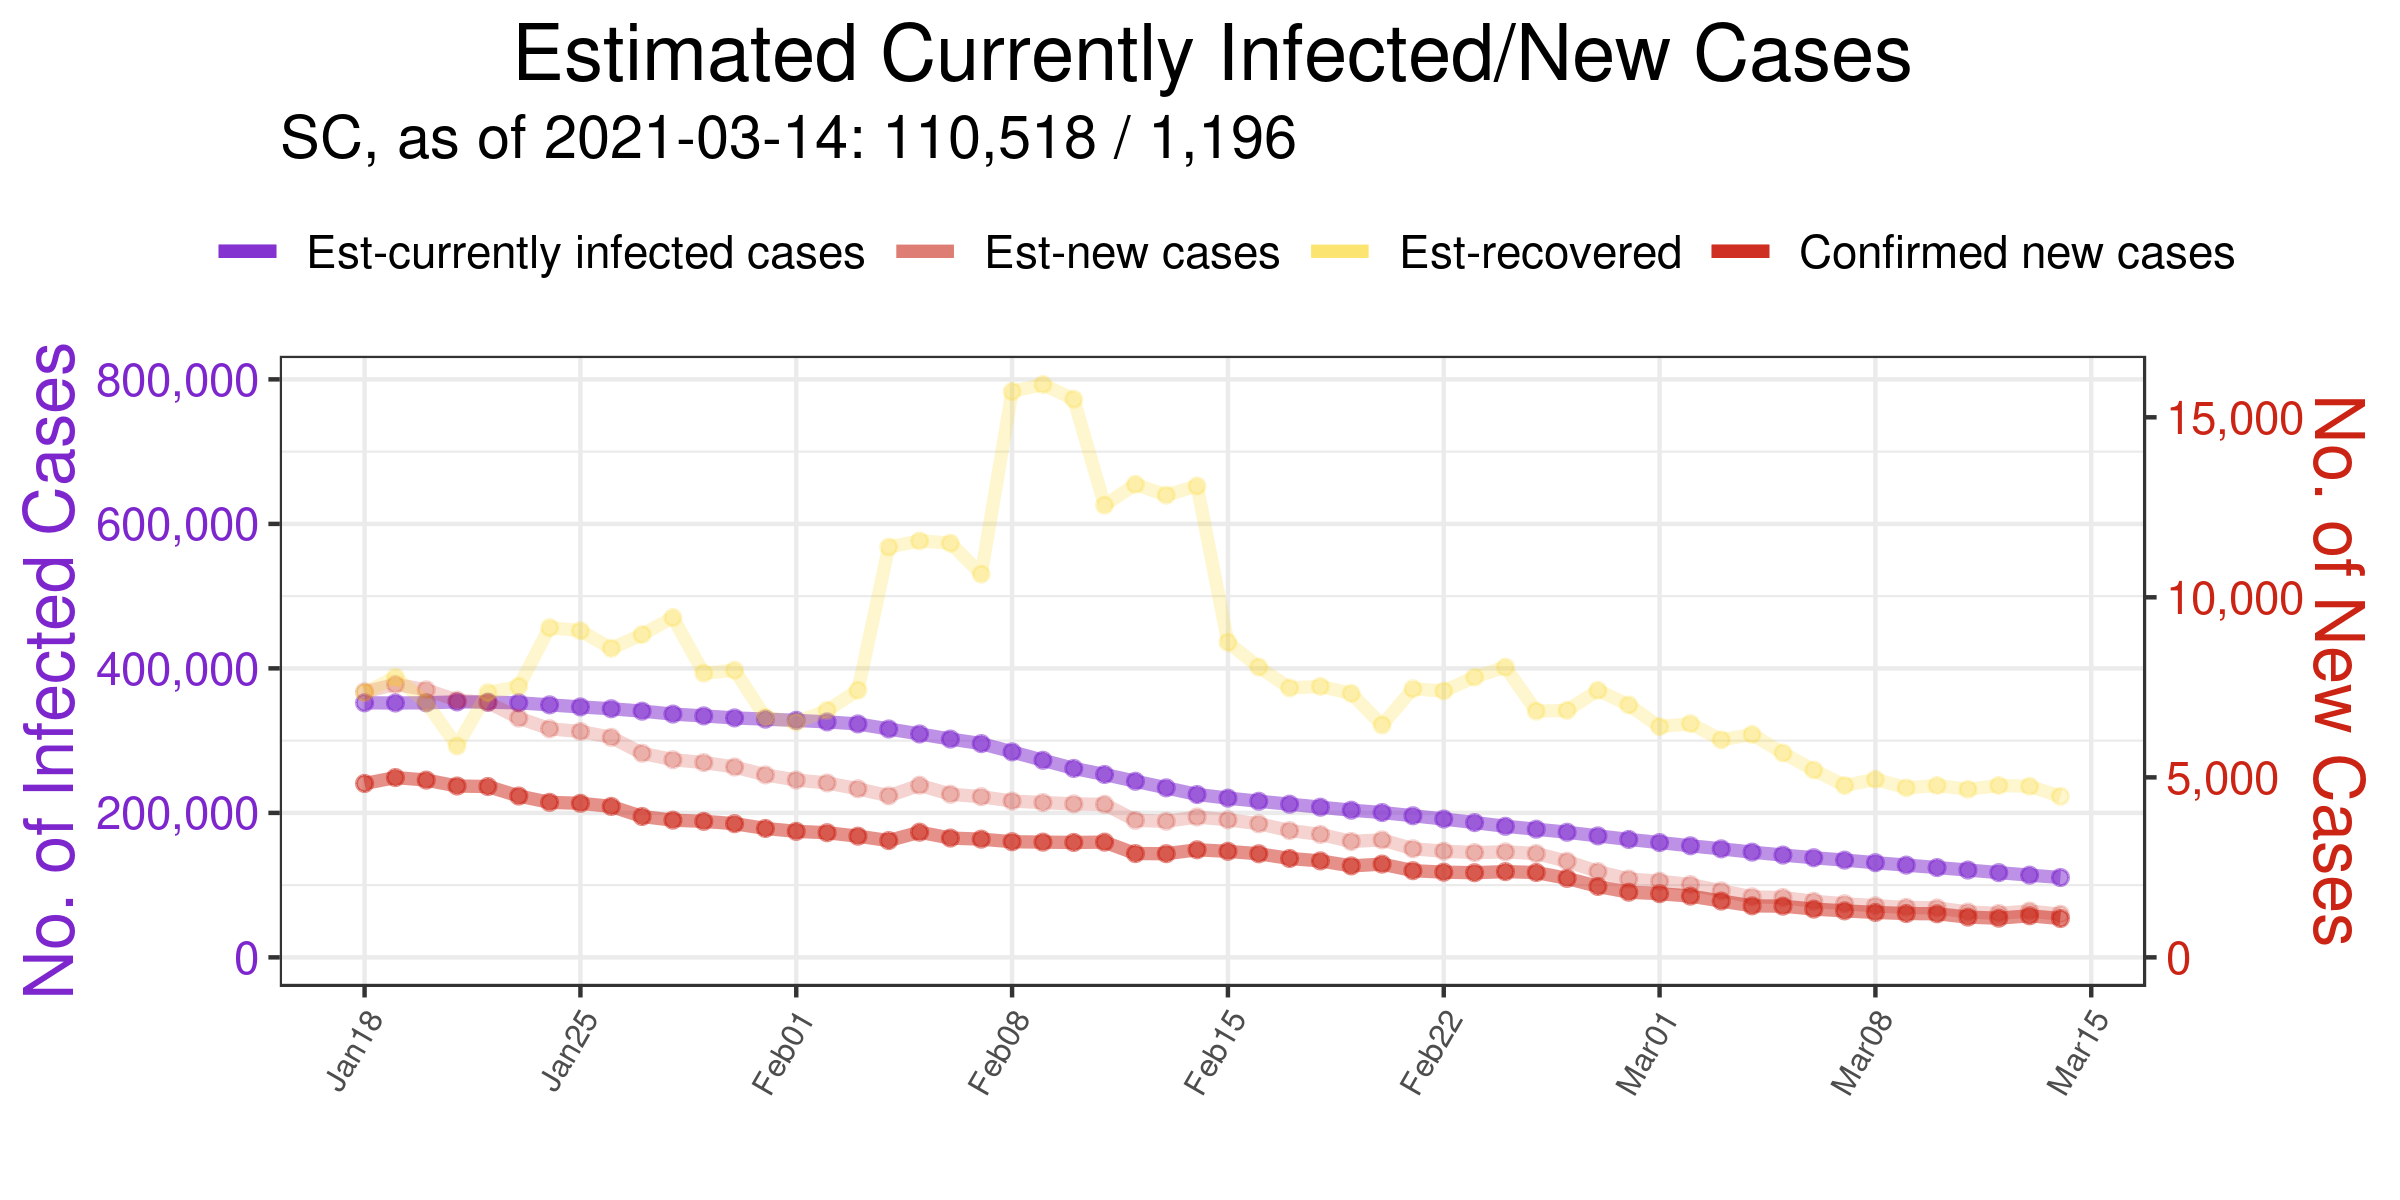 Estimated Currently Infected/New Cases
SC, as of 2021-03-14: 110,518 / 1,196
Est-currently infected cases Est-new cases Est-recovered Confirmed new cases
No. of Infected Cases
800,000
600,000
400,000
200,000
0
15,000
10,000
5,000
0
No. of New Cases
Jan18 Jan25 Feb01 Feb08 Feb15 Feb22 Mar01 Mar08 Mar15